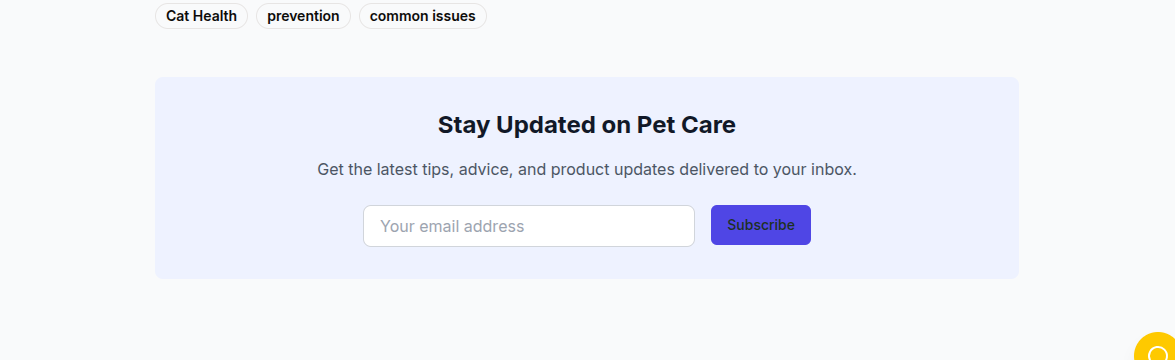 Cat Health prevention common issues
Stay Updated on Pet Care
Get the latest tips, advice, and product updates delivered to your inbox.
Your email address Subscribe